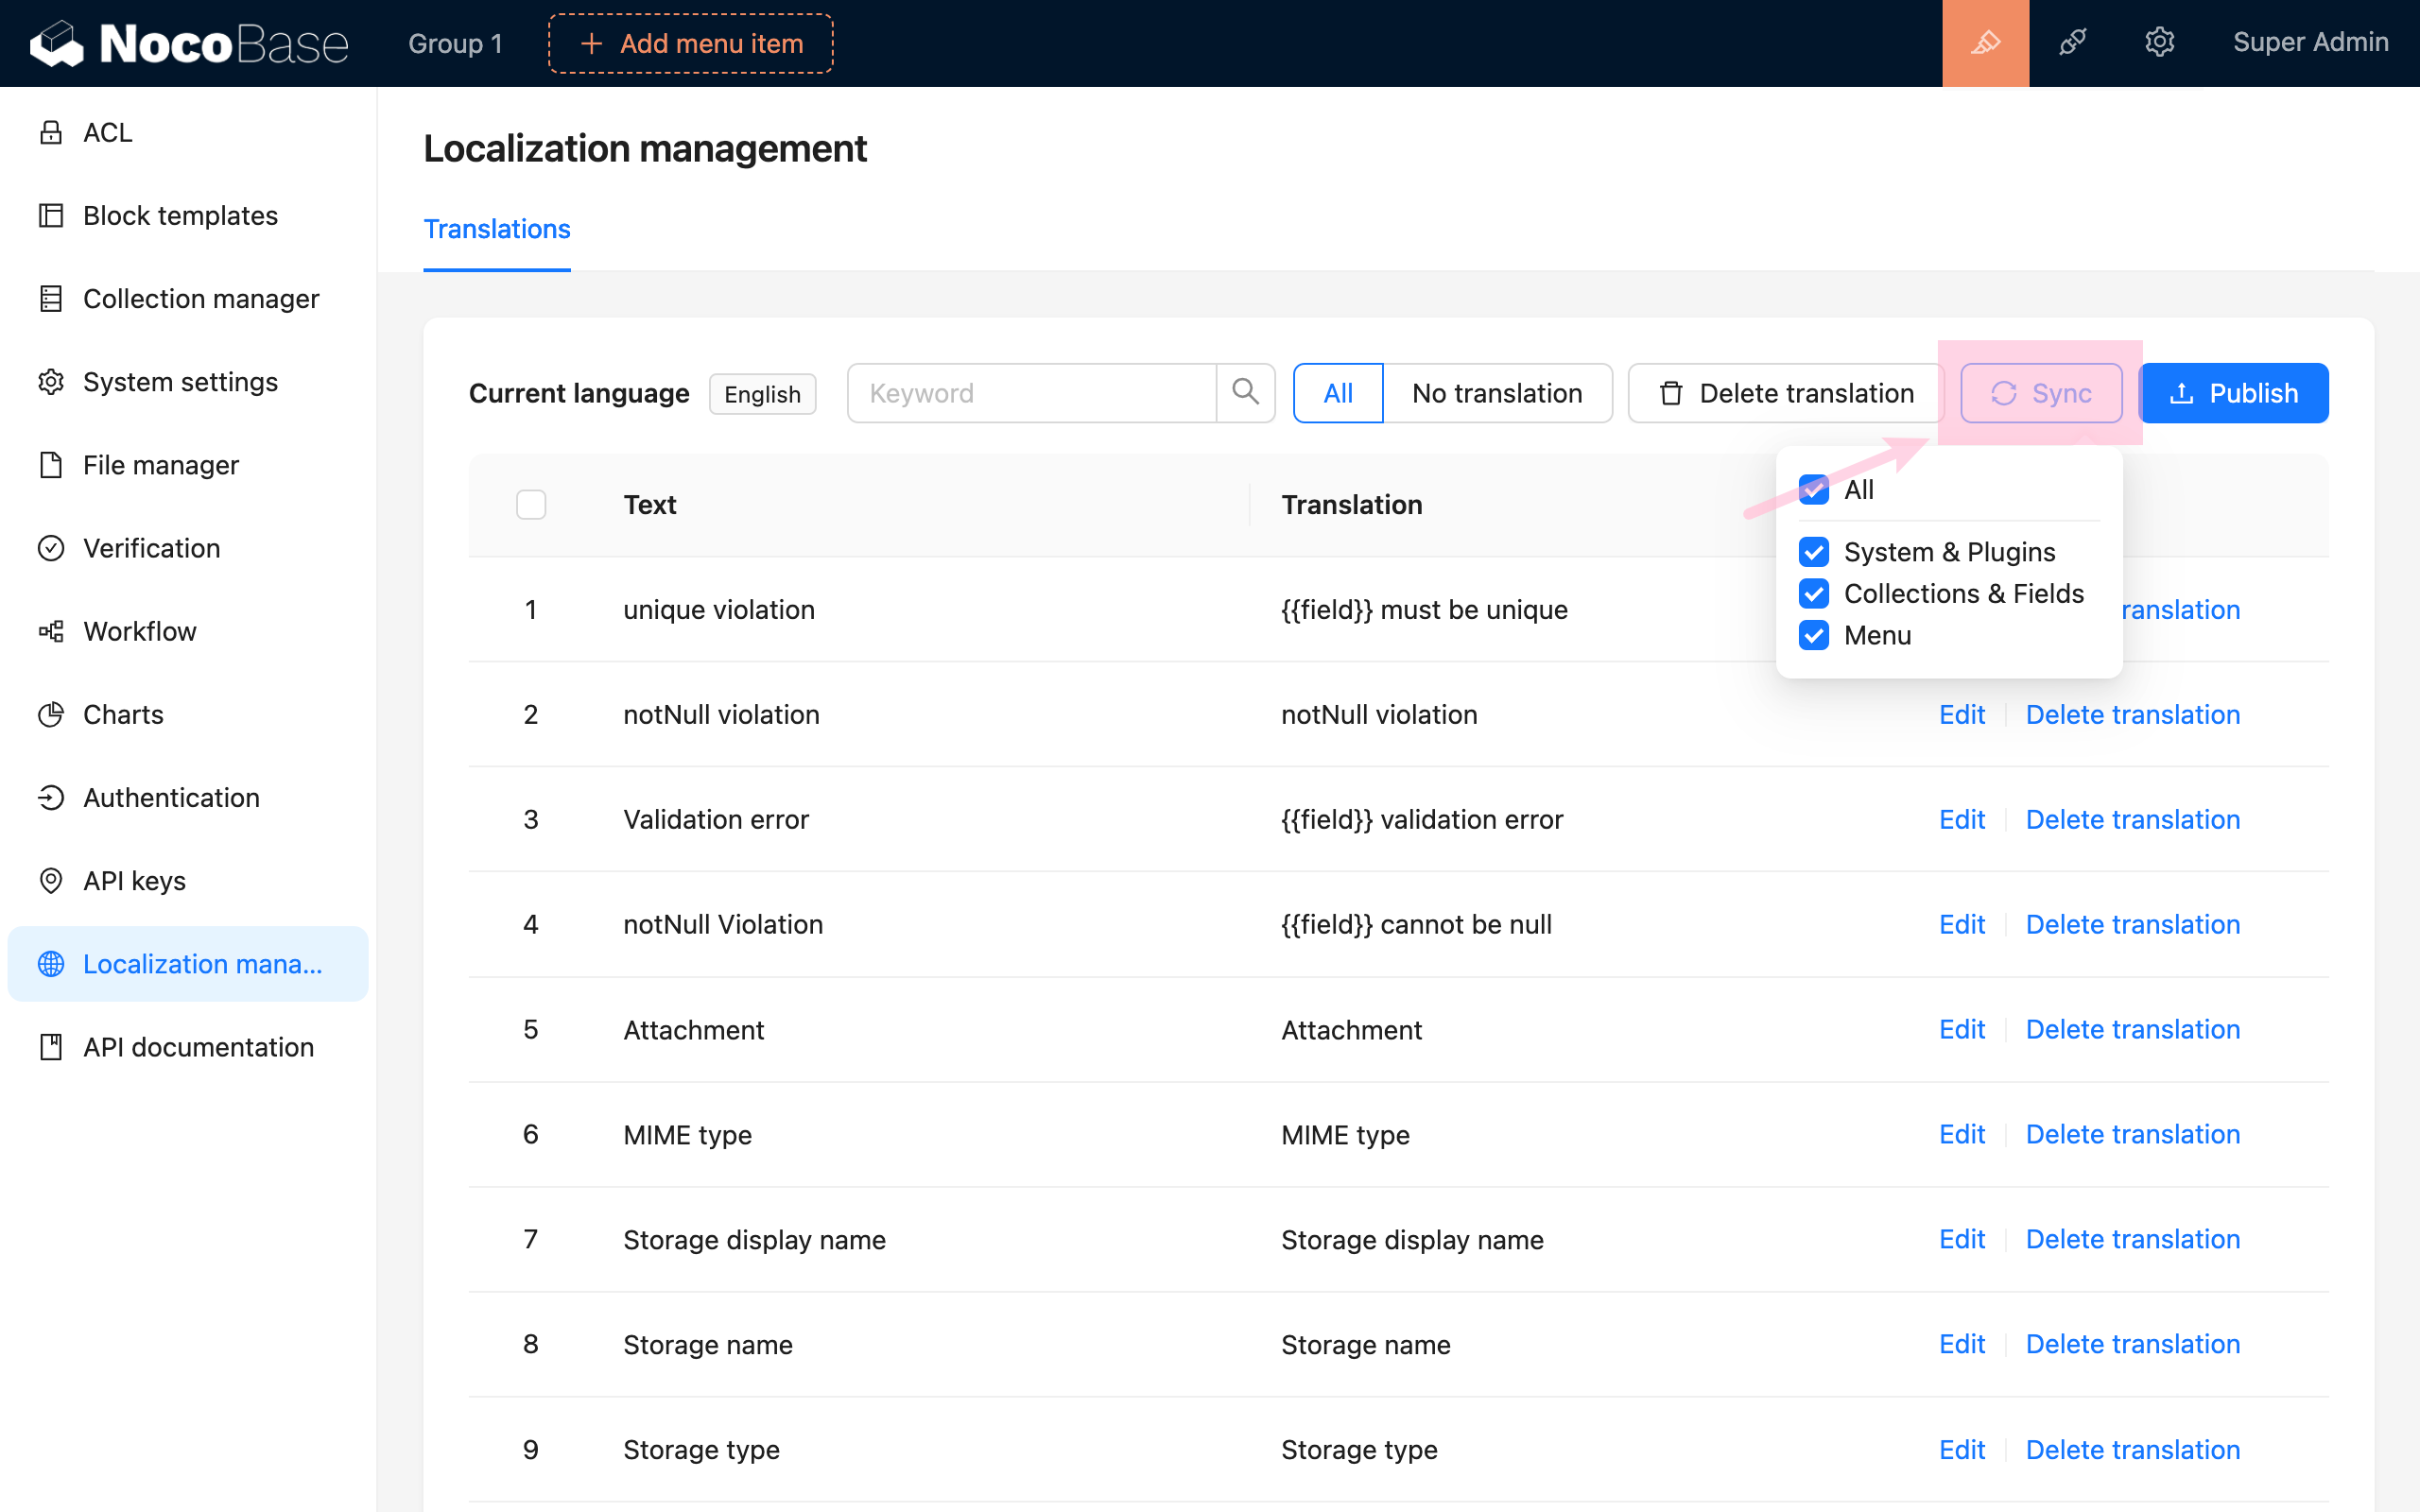 NocoBase
Group 1
Add menu item
Super Admin
ACL
Block templates
Collection manager
System settings
File manager
Verification
Workflow
Charts
Authentication
API keys
Localization mana...
API documentation
Localization management
Translations
Current language English Keyword All No translation Delete translation Sync Publish
All
System & Plugins
Collections & Fields
Menu
Text Translation
1 unique violation {{field}} must be unique ranslation
2 notNull violation notNull violation Edit Delete translation
3 Validation error {{field}} validation error Edit Delete translation
4 notNull Violation {{field}} cannot be null Edit Delete translation
5 Attachment Attachment Edit Delete translation
6 MIME type MIME type Edit Delete translation
7 Storage display name Storage display name Edit Delete translation
8 Storage name Storage name Edit Delete translation
9 Storage type Storage type Edit Delete translation